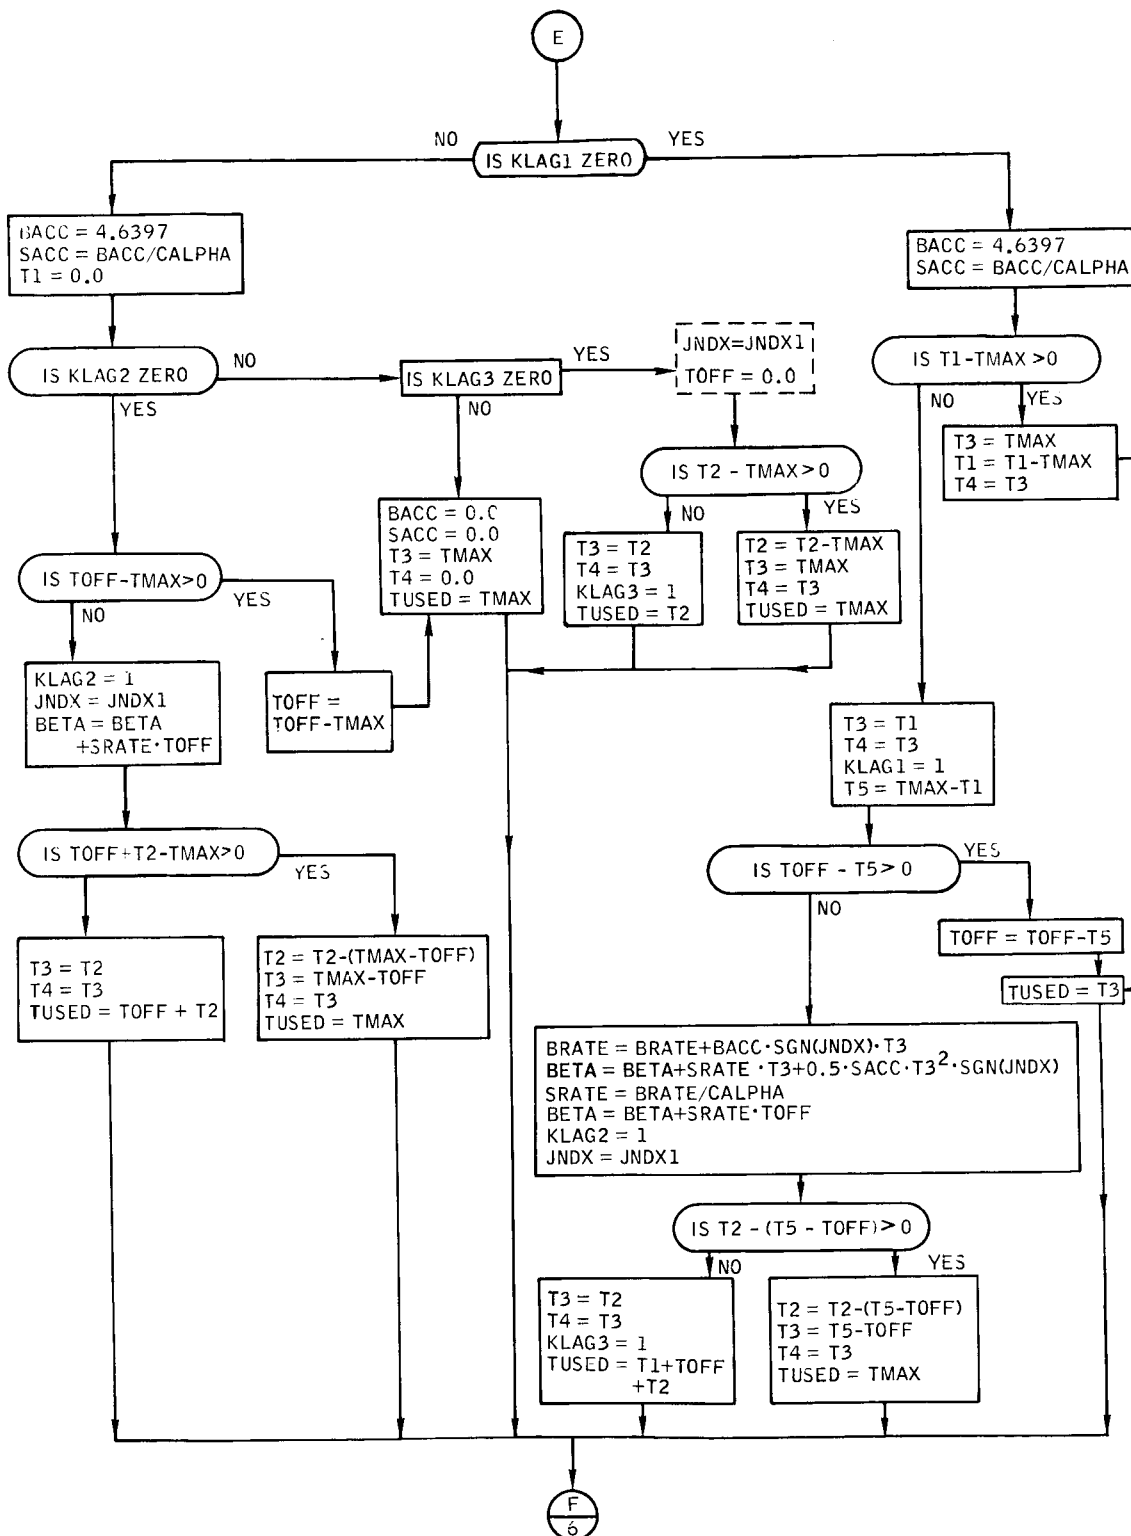 E
NO
YES
IS KLAG1 ZERO
BACC = 4.6397
SACC = BACC/CALPHA
T1 = 0.0
BACC = 4.6397
SACC = BACC/CALPHA
IS KLAG2 ZERO
NO
YES
IS KLAG3 ZERO
YES
NO
JNDX=JNDX1
TOFF = 0.0
IS T1-TMAX >0
NO
YES
T3 = TMAX
T1 = T1-TMAX
T4 = T3
IS T2 - TMAX>0
NO
YES
BACC = 0.0
SACC = 0.0
T3 = TMAX
T4 = 0.0
TUSED = TMAX
T3 = T2
T4 = T3
KLAG3 = 1
TUSED = T2
T2 = T2-TMAX
T3 = TMAX
T4 = T3
TUSED = TMAX
IS TOFF-TMAX>0
YES
NO
KLAG2 = 1
JNDX = JNDX1
BETA = BETA
+SRATE·TOFF
TOFF =
TOFF-TMAX
T3 = T1
T4 = T3
KLAG1 = 1
T5 = TMAX-T1
IS TOFF+T2-TMAX>0
YES
IS TOFF - T5> 0
YES
NO
T3 = T2
T4 = T3
TUSED = TOFF + T2
T2 = T2-(TMAX-TOFF)
T3 = TMAX-TOFF
T4 = T3
TUSED = TMAX
TOFF = TOFF-T5
TUSED = T3
BRATE = BRATE+BACC·SGN(JNDX)·T3
BETA = BETA+SRATE ·T3+0.5·SACC·T3²·SGN(JNDX)
SRATE = BRATE/CALPHA
BETA = BETA+SRATE·TOFF
KLAG2 = 1
JNDX = JNDX1
IS T2 - (T5 - TOFF)> 0
NO
YES
T3 = T2
T4 = T3
KLAG3 = 1
TUSED = T1+TOFF
+T2
T2 = T2-(T5-TOFF)
T3 = T5-TOFF
T4 = T3
TUSED = TMAX
F
6